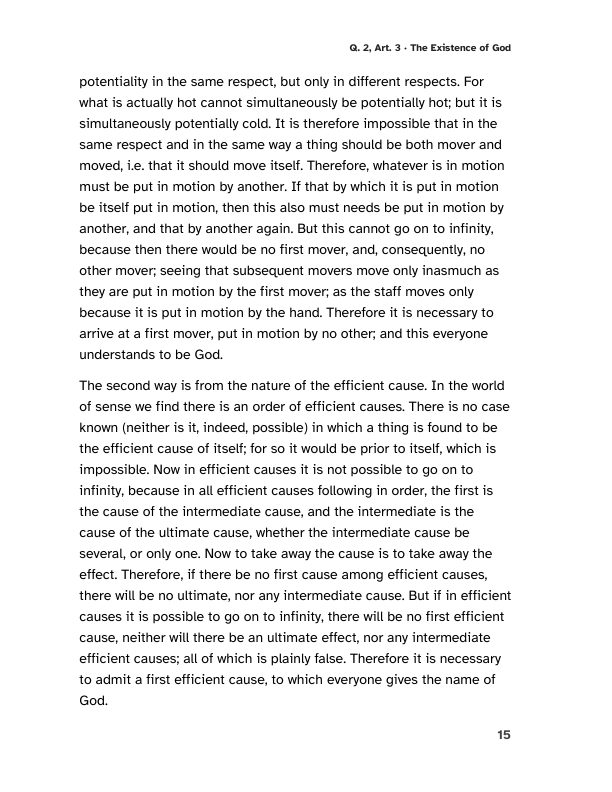 Q. 2, Art. 3 · The Existence of God
potentiality in the same respect, but only in different respects. For
what is actually hot cannot simultaneously be potentially hot; but it is
simultaneously potentially cold. It is therefore impossible that in the
same respect and in the same way a thing should be both mover and
moved, i.e. that it should move itself. Therefore, whatever is in motion
must be put in motion by another. If that by which it is put in motion
be itself put in motion, then this also must needs be put in motion by
another, and that by another again. But this cannot go on to infinity,
because then there would be no first mover, and, consequently, no
other mover; seeing that subsequent movers move only inasmuch as
they are put in motion by the first mover; as the staff moves only
because it is put in motion by the hand. Therefore it is necessary to
arrive at a first mover, put in motion by no other; and this everyone
understands to be God.
The second way is from the nature of the efficient cause. In the world
of sense we find there is an order of efficient causes. There is no case
known (neither is it, indeed, possible) in which a thing is found to be
the efficient cause of itself; for so it would be prior to itself, which is
impossible. Now in efficient causes it is not possible to go on to
infinity, because in all efficient causes following in order, the first is
the cause of the intermediate cause, and the intermediate is the
cause of the ultimate cause, whether the intermediate cause be
several, or only one. Now to take away the cause is to take away the
effect. Therefore, if there be no first cause among efficient causes,
there will be no ultimate, nor any intermediate cause. But if in efficient
causes it is possible to go on to infinity, there will be no first efficient
cause, neither will there be an ultimate effect, nor any intermediate
efficient causes; all of which is plainly false. Therefore it is necessary
to admit a first efficient cause, to which everyone gives the name of
God.
15